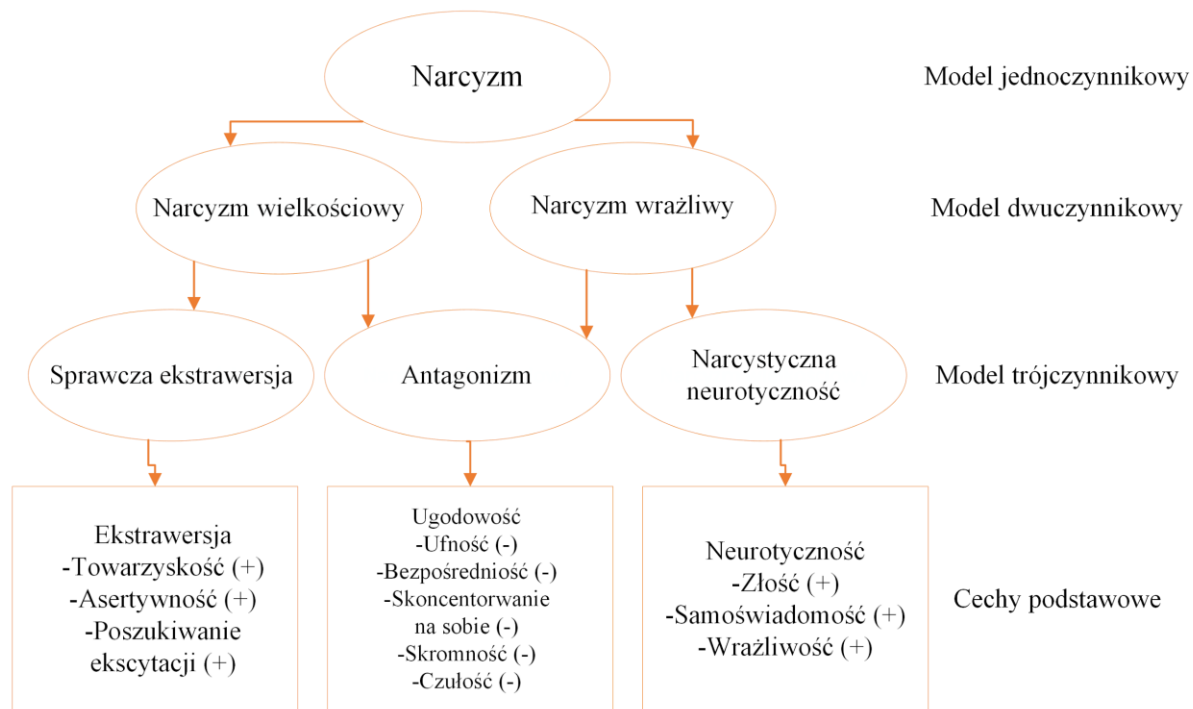 Narcyzm
Model jednoczynnikowy
Narcyzm wielkościowy
Narcyzm wrażliwy
Model dwuczynnikowy
Sprawcza ekstrawersja
Antagonizm
Narcystyczna
neurotyczność
Model trójczynnikowy
Ekstrawersja
-Towarzyskość (+)
-Asertywność (+)
-Poszukiwanie
ekscytacji (+)
Ugodowość
-Ufność (-)
-Bezpośredniość (-)
-Skoncentorwanie
na sobie (-)
-Skromność (-)
-Czułość (-)
Neurotyczność
-Złość (+)
-Samoświadomość (+)
-Wrażliwość (+)
Cechy podstawowe